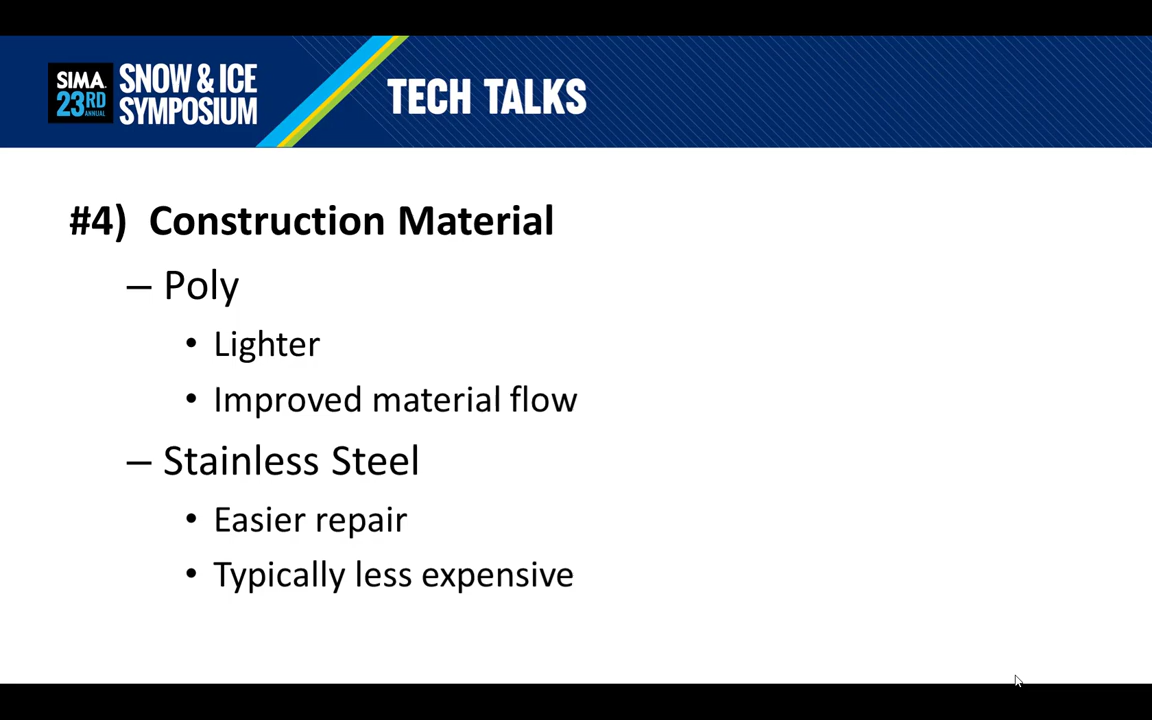 SIMA
23RD
ANNUAL
SNOW & ICE
SYMPOSIUM
TECH TALKS
#4) Construction Material
– Poly
• Lighter
• Improved material flow
– Stainless Steel
• Easier repair
• Typically less expensive